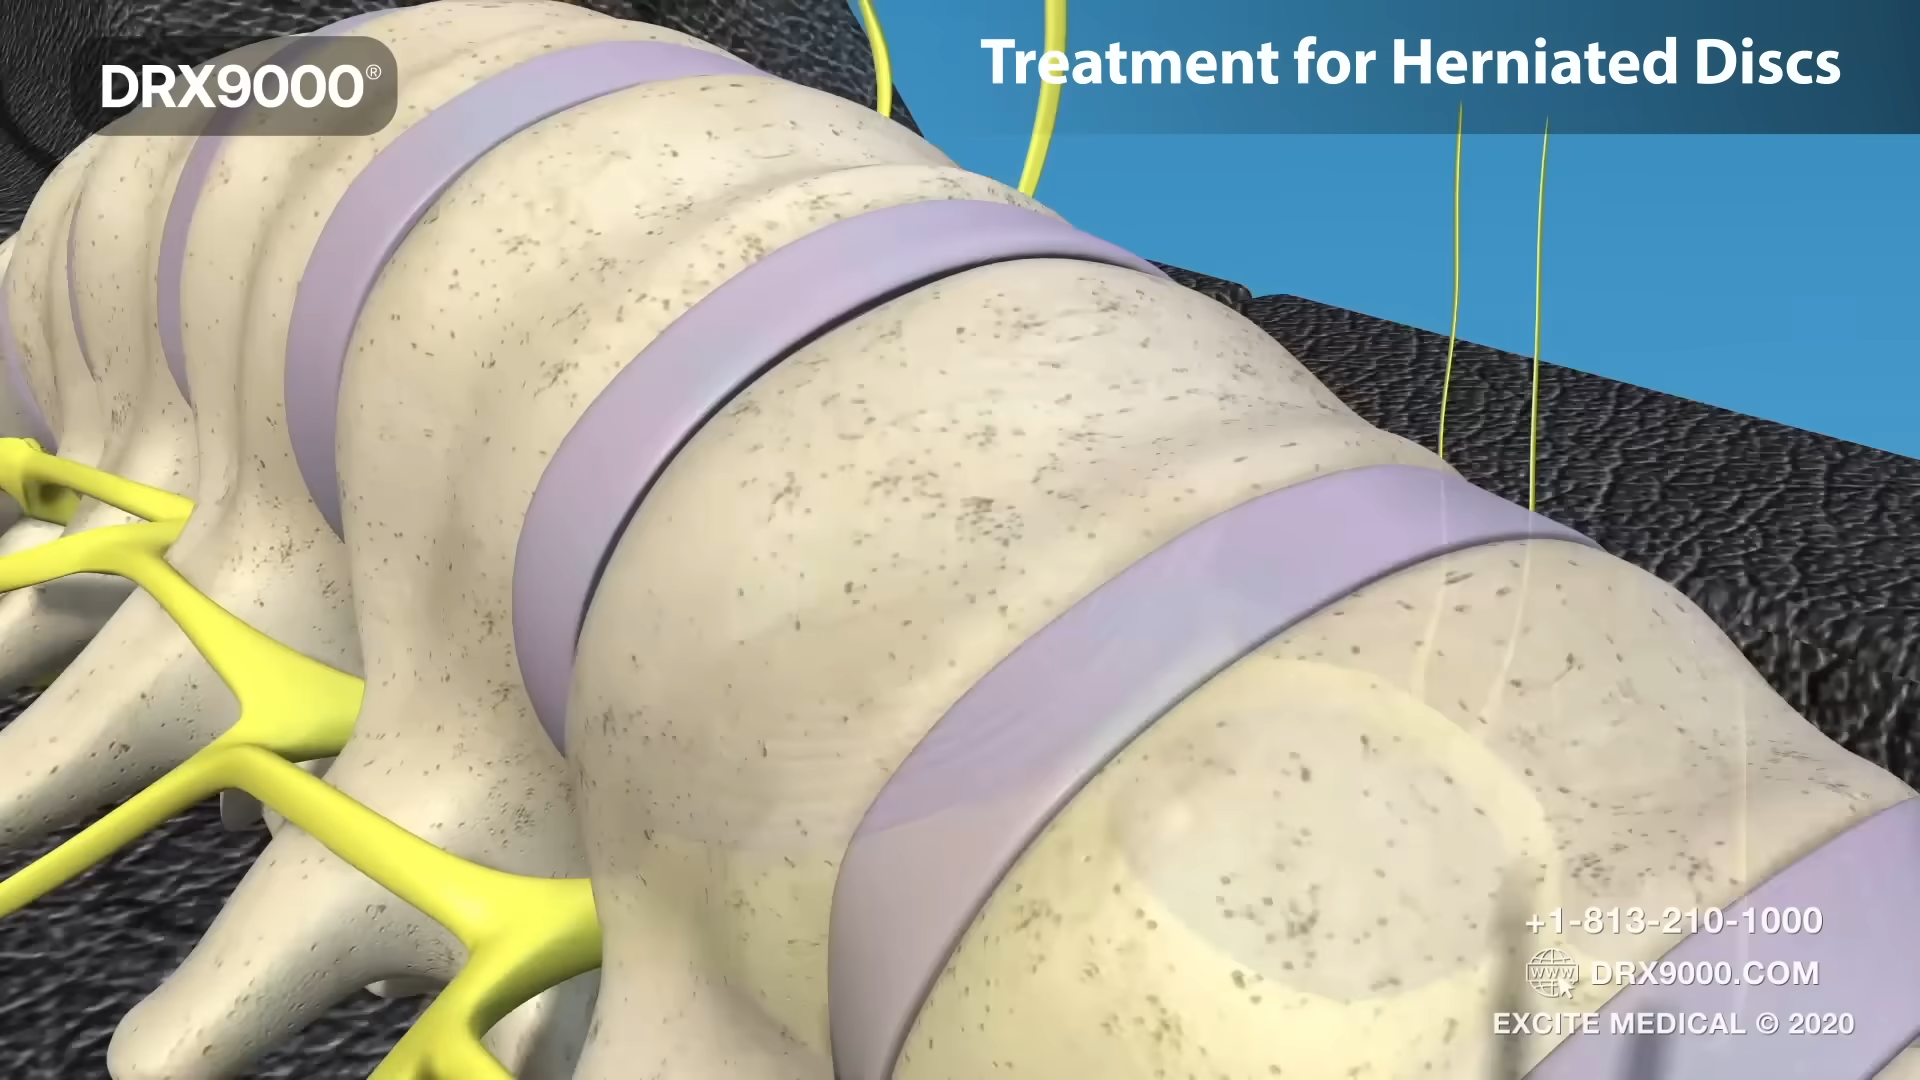 DRX9000®
Treatment for Herniated Discs
+1-813-210-1000
www DRX9000.COM
EXCITE MEDICAL © 2020